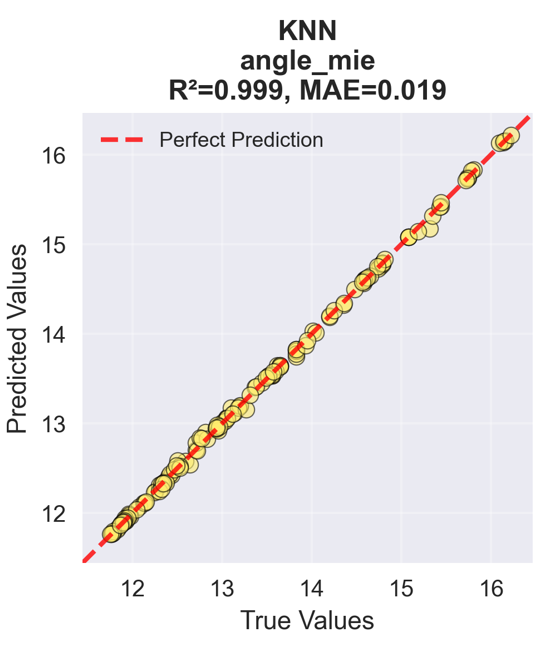 KNN
angle_mie
R²=0.999, MAE=0.019
Perfect Prediction
Predicted Values
16
15
14
13
12
12 13 14 15 16
True Values